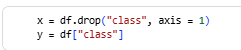 x = df.drop("class", axis = 1)
y = df["class"]